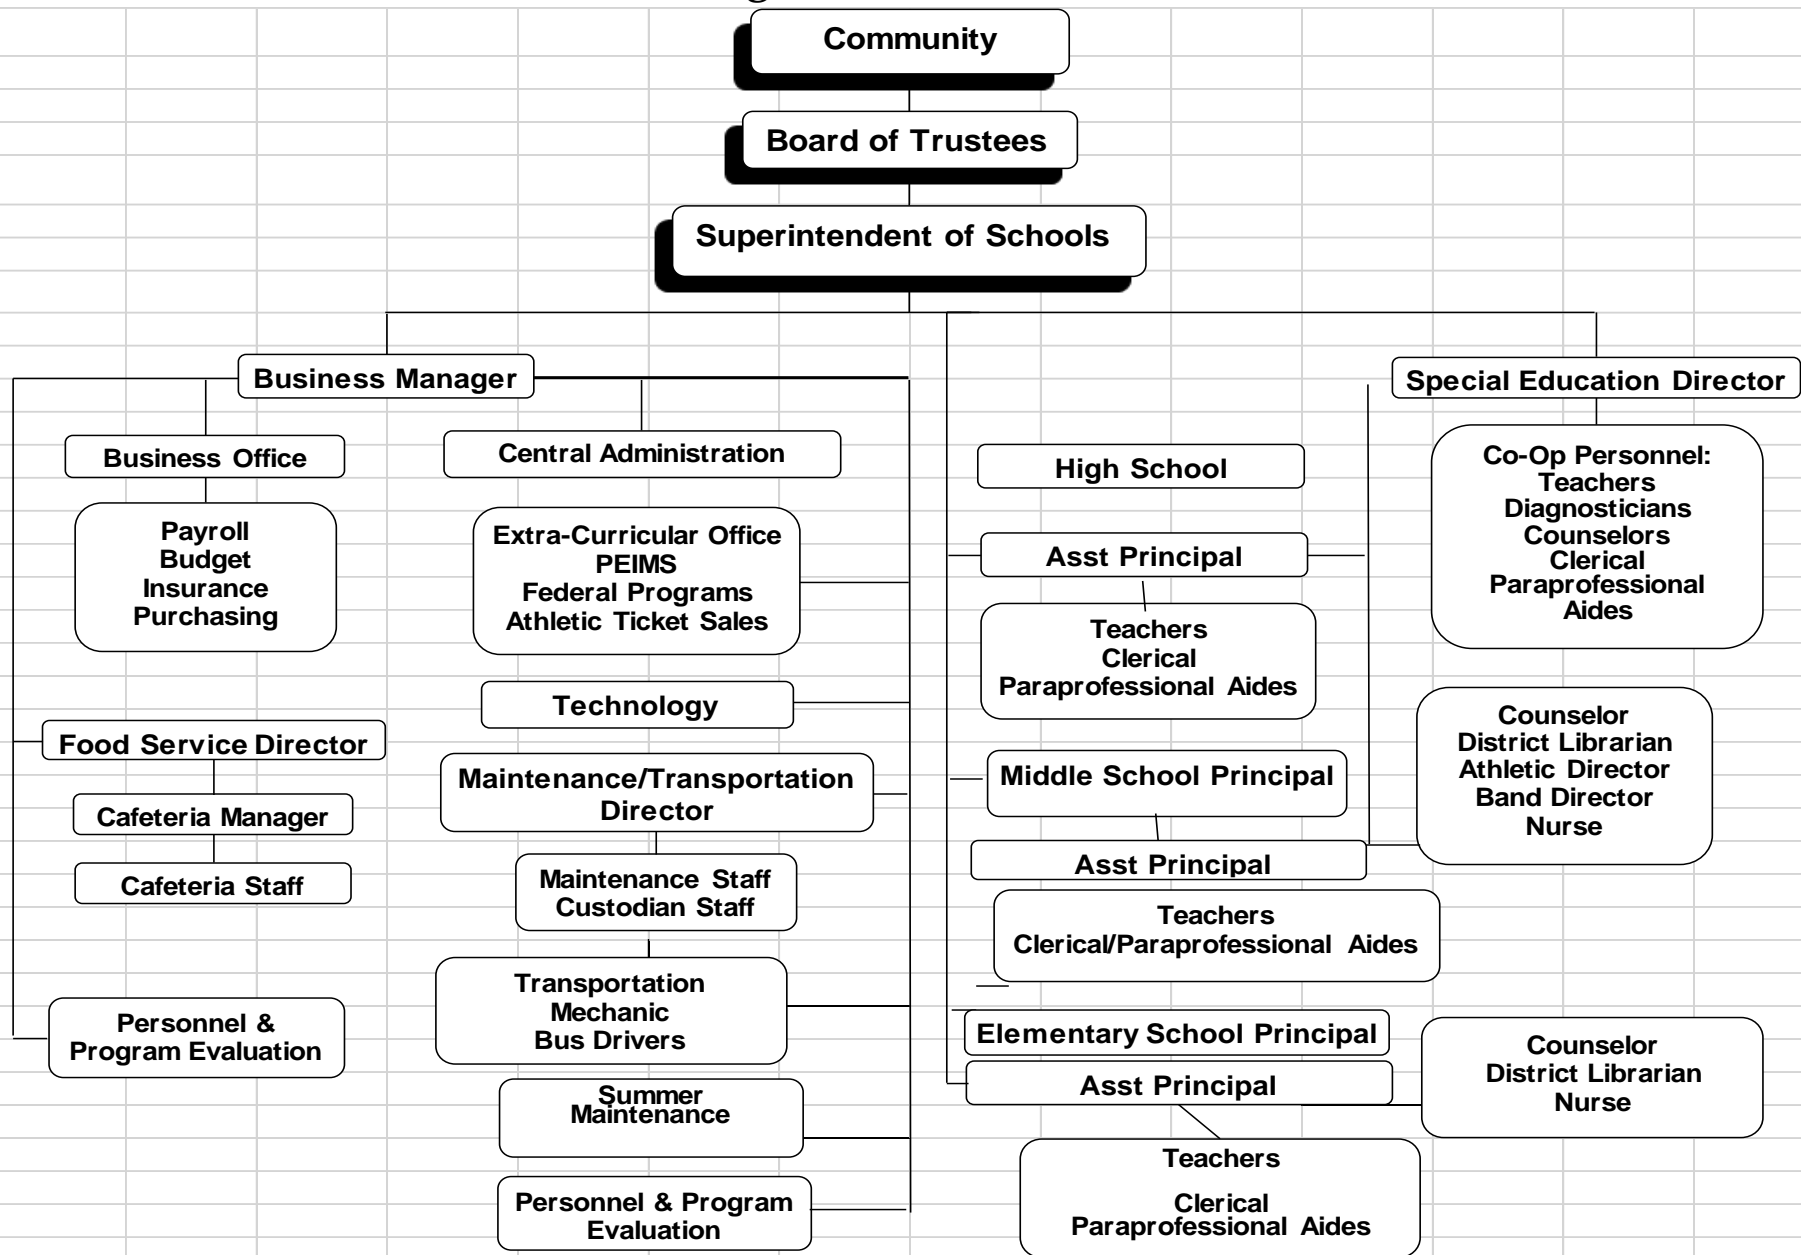 Community
Board of Trustees
Superintendent of Schools
Business Manager
Special Education Director
Business Office
Central Administration
High School
Co-Op Personnel:
Teachers
Diagnosticians
Counselors
Clerical
Paraprofessional
Aides
Payroll
Budget
Insurance
Purchasing
Extra-Curricular Office
PEIMS
Federal Programs
Athletic Ticket Sales
Asst Principal
Teachers
Clerical
Paraprofessional Aides
Technology
Food Service Director
Maintenance/Transportation
Director
Middle School Principal
Counselor
District Librarian
Athletic Director
Band Director
Nurse
Cafeteria Manager
Asst Principal
Cafeteria Staff
Maintenance Staff
Custodian Staff
Teachers
Clerical/Paraprofessional Aides
Transportation
Mechanic
Bus Drivers
Personnel &
Program Evaluation
Elementary School Principal
Asst Principal
Counselor
District Librarian
Nurse
Summer
Maintenance
Teachers
Clerical
Paraprofessional Aides
Personnel & Program
Evaluation